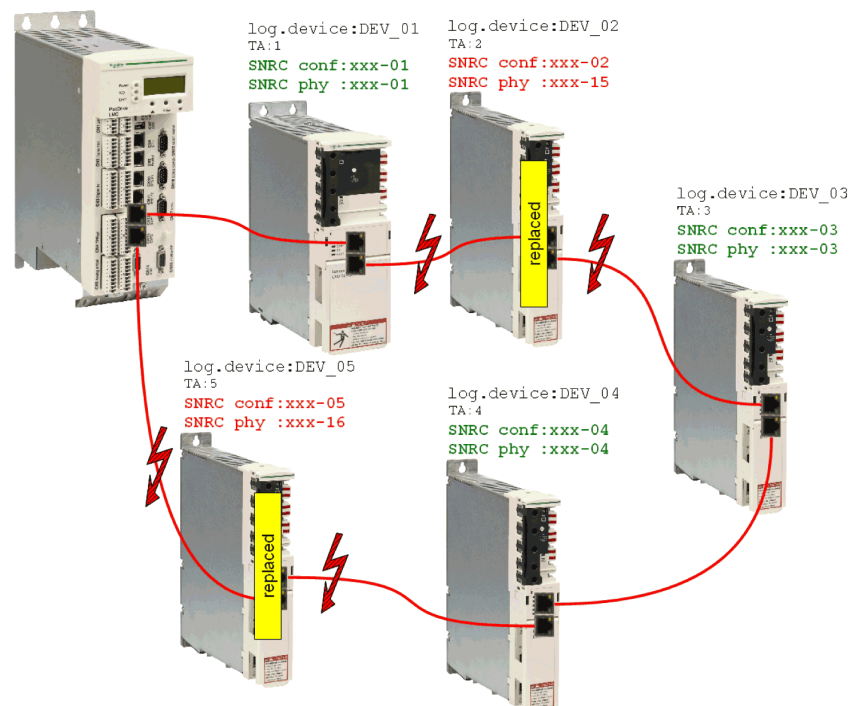 log.device:DEV_01
TA:1
SNRC conf:xxx-01
SNRC phy :xxx-01
log.device:DEV_02
TA:2
SNRC conf:xxx-02
SNRC phy :xxx-15
replaced
log.device:DEV_03
TA:3
SNRC conf:xxx-03
SNRC phy :xxx-03
log.device:DEV_05
TA:5
SNRC conf:xxx-05
SNRC phy :xxx-16
replaced
log.device:DEV_04
TA:4
SNRC conf:xxx-04
SNRC phy :xxx-04